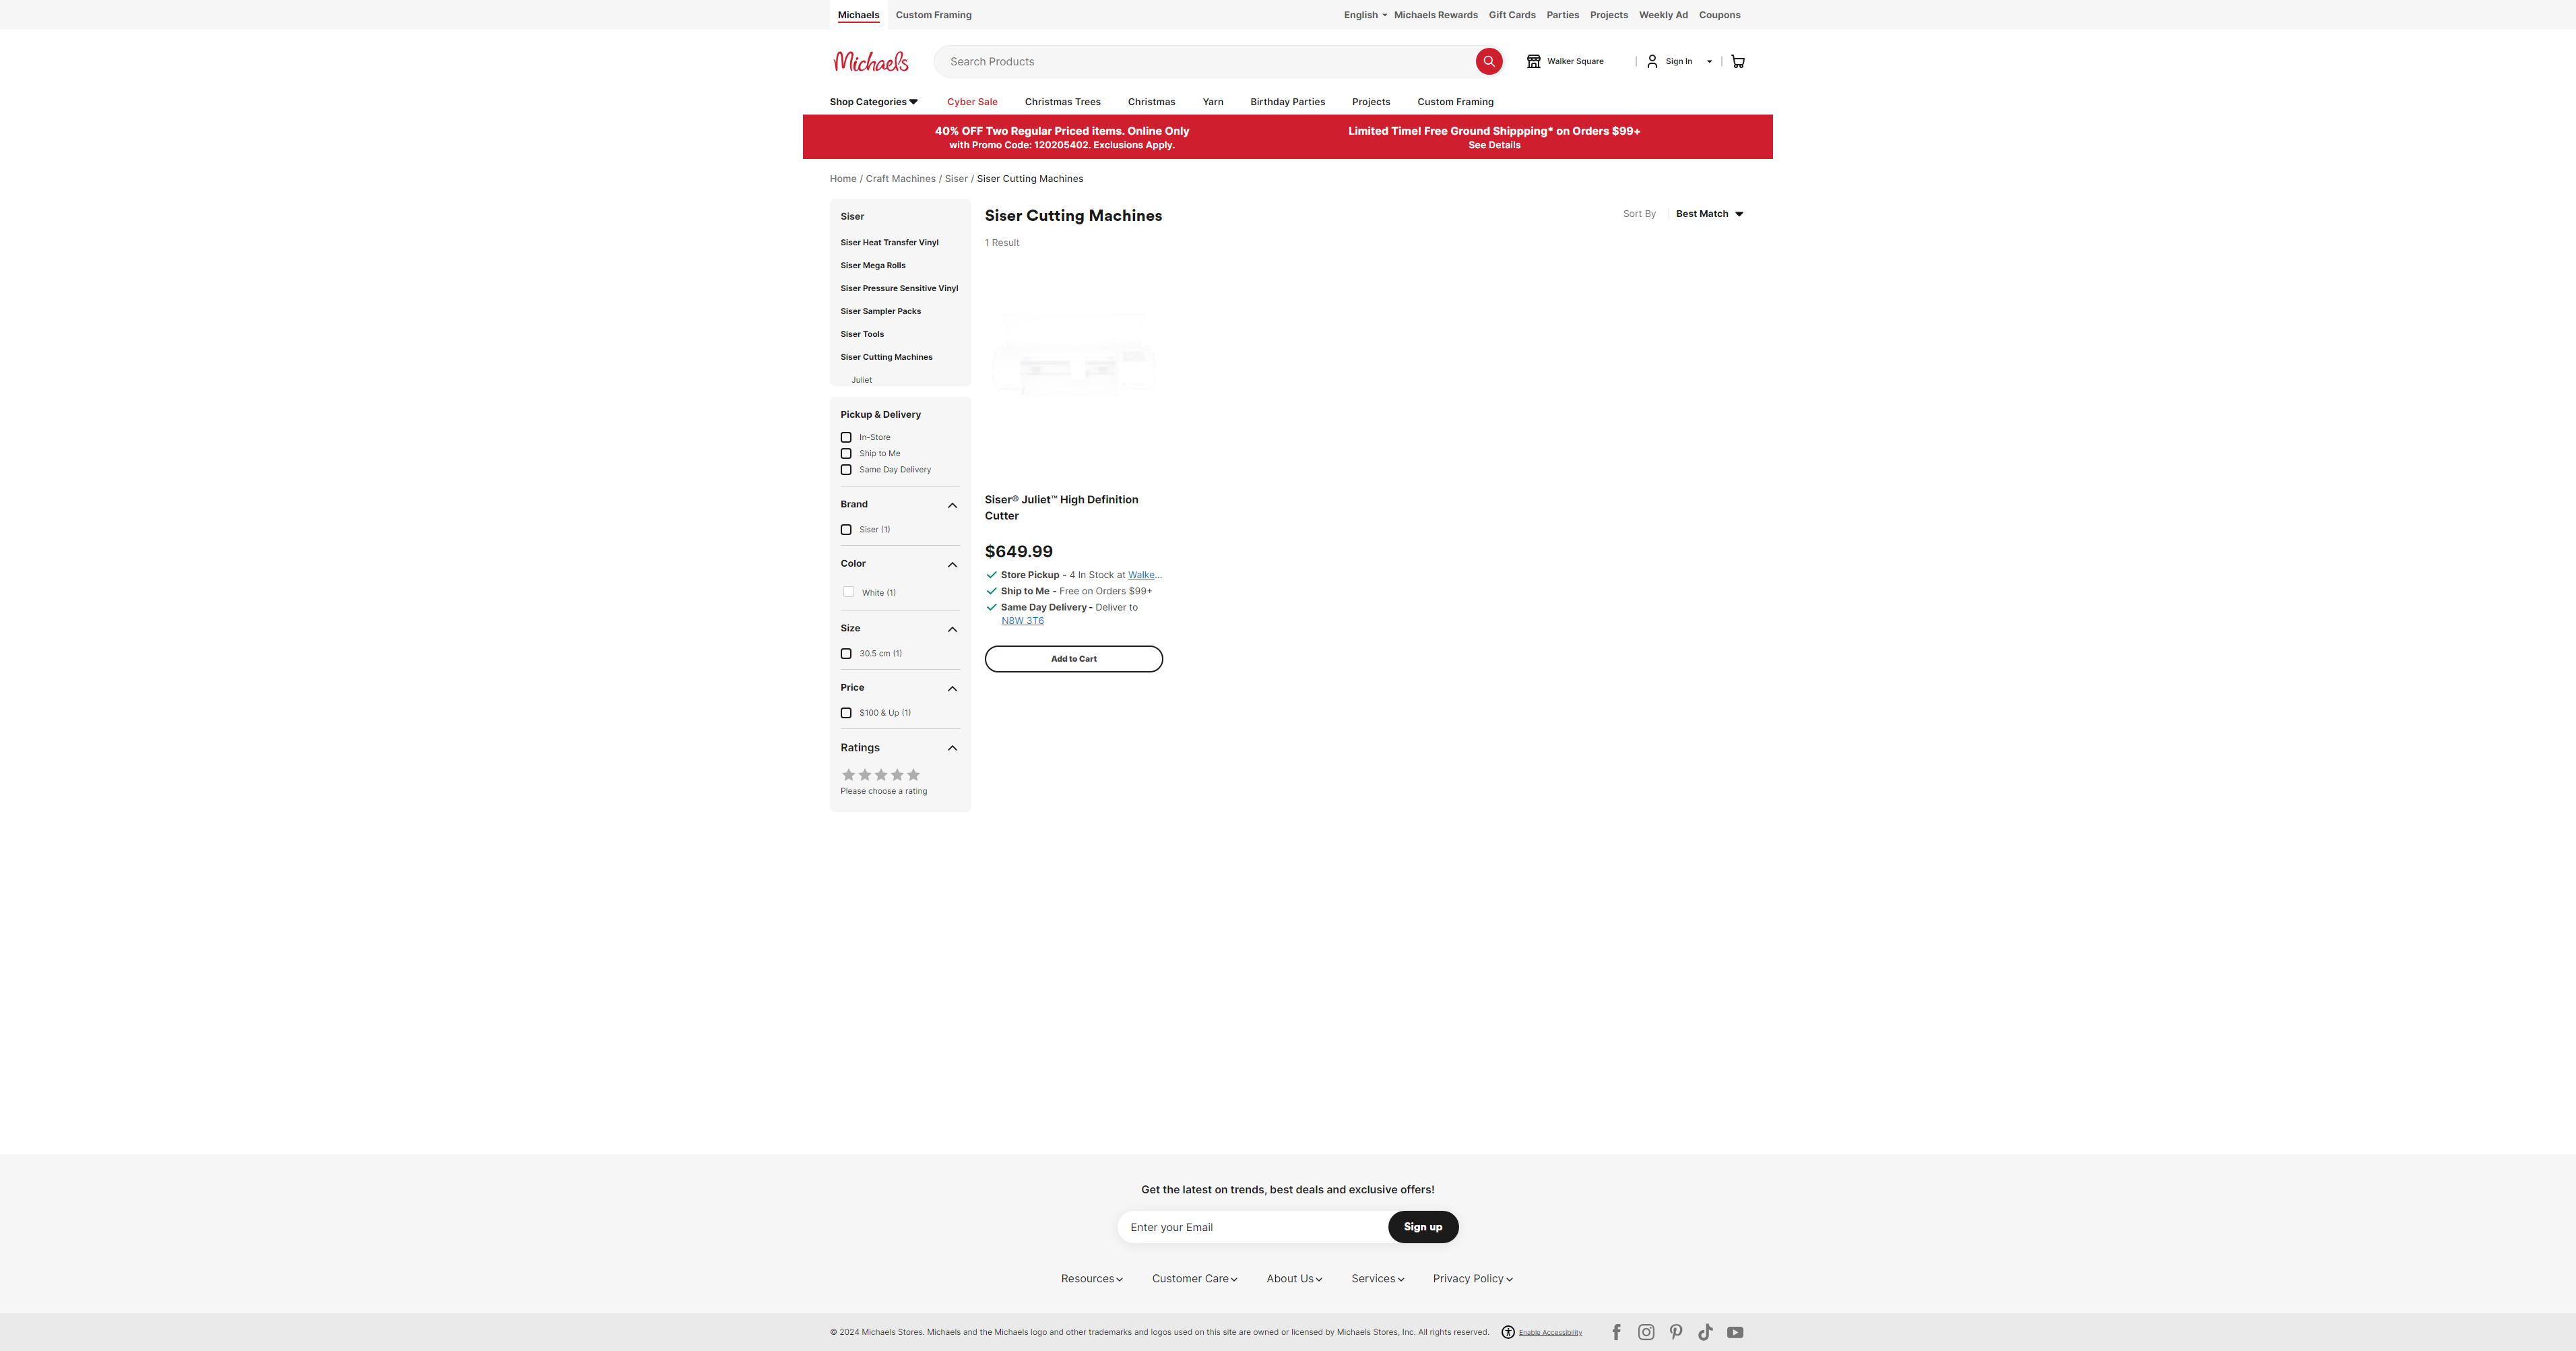 Michaels
Custom Framing
English
Michaels Rewards
Gift Cards
Parties
Projects
Weekly Ad
Coupons
Michaels
Search Products
Walker Square
Sign In
Shop Categories
Cyber Sale
Christmas Trees
Christmas
Yarn
Birthday Parties
Projects
Custom Framing
40% OFF Two Regular Priced items. Online Only
with Promo Code: 120205402. Exclusions Apply.
Limited Time! Free Ground Shippping* on Orders $99+
See Details
Home / Craft Machines / Siser / Siser Cutting Machines
Siser
Siser Heat Transfer Vinyl
Siser Mega Rolls
Siser Pressure Sensitive Vinyl
Siser Sampler Packs
Siser Tools
Siser Cutting Machines
Juliet
Pickup & Delivery
In-Store
Ship to Me
Same Day Delivery
Brand
Siser (1)
Color
White (1)
Size
30.5 cm (1)
Price
$100 & Up (1)
Ratings
Please choose a rating
Siser Cutting Machines
1 Result
Sort By
Best Match
Siser® Juliet™ High Definition
Cutter
$649.99
Store Pickup - 4 In Stock at Walke...
Ship to Me - Free on Orders $99+
Same Day Delivery - Deliver to
N8W 3T6
Add to Cart
Get the latest on trends, best deals and exclusive offers!
Enter your Email
Sign up
Resources
Customer Care
About Us
Services
Privacy Policy
© 2024 Michaels Stores. Michaels and the Michaels logo and other trademarks and logos used on this site are owned or licensed by Michaels Stores, Inc. All rights reserved.
Enable Accessibility